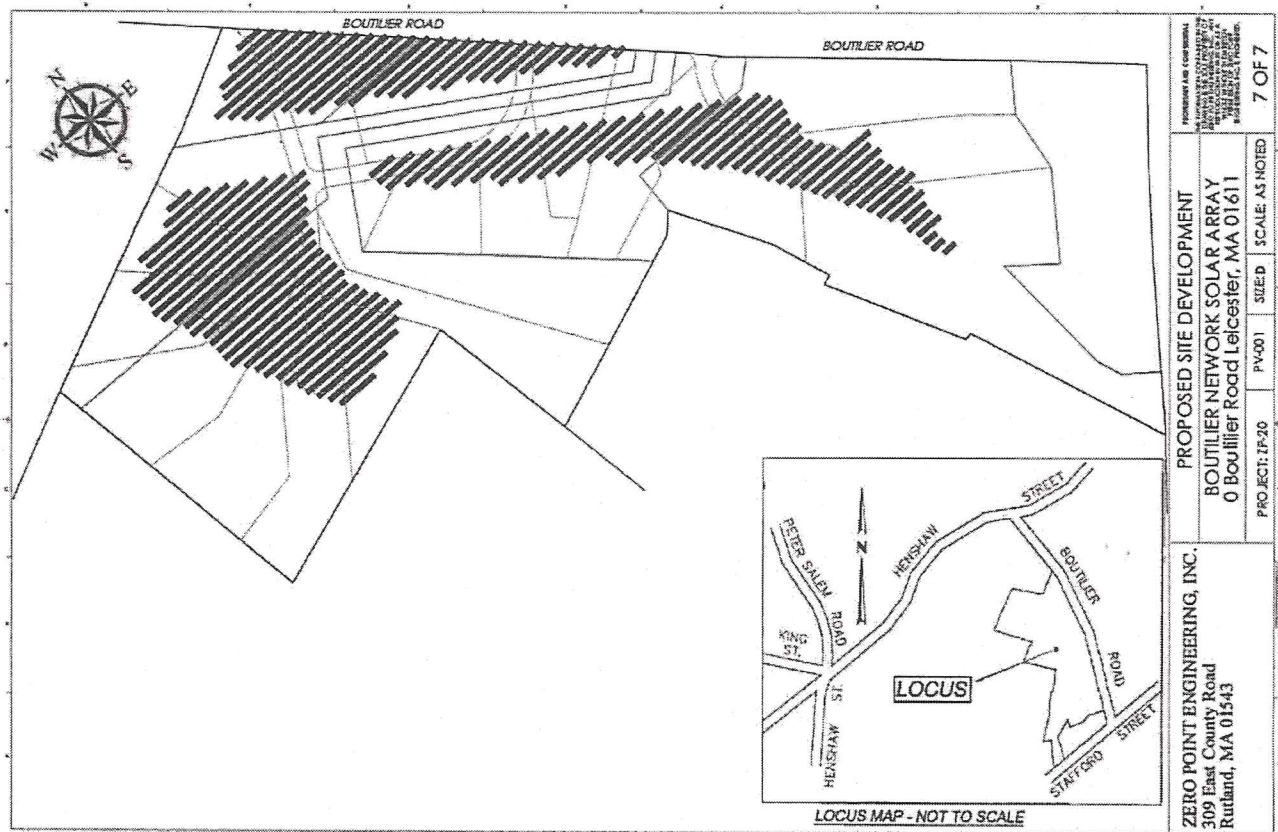 BOUTILIER ROAD
BOUTILIER ROAD
N
E
S
W
PETER SALEM
ROAD
KING
ST.
N
HENSHAW
STREET
BOUTILIER
ROAD
LOCUS
HENSHAW
ST.
STAFFORD
STREET
LOCUS MAP - NOT TO SCALE
PROPRIETARY AND CONFIDENTIAL
7 OF 7
PROPOSED SITE DEVELOPMENT
BOUTILIER NETWORK SOLAR ARRAY
0 Boutilier Road Leicester, MA 01611
PROJECT: ZP-20
PV-001
SIZE:D
SCALE: AS NOTED
ZERO POINT ENGINEERING, INC.
309 East County Road
Rutland, MA 01543